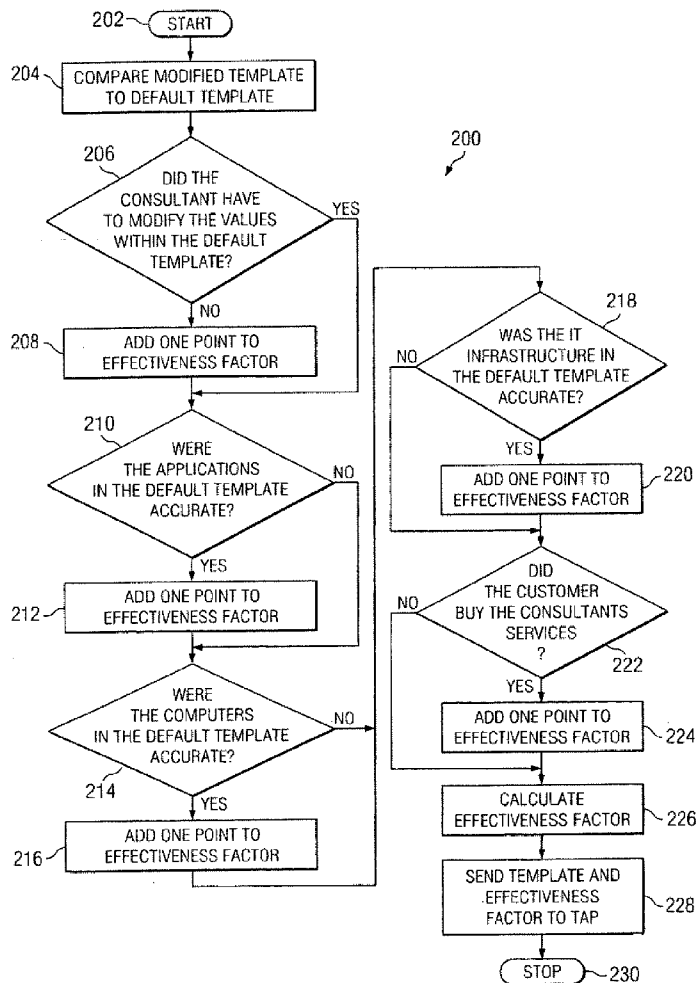 202
START
204
COMPARE MODIFIED TEMPLATE
TO DEFAULT TEMPLATE
200
206
DID THE
CONSULTANT HAVE
TO MODIFY THE VALUES
WITHIN THE DEFAULT
TEMPLATE?
YES
NO
208
ADD ONE POINT TO
EFFECTIVENESS FACTOR
210
WERE
THE APPLICATIONS
IN THE DEFAULT TEMPLATE
ACCURATE?
NO
YES
212
ADD ONE POINT TO
EFFECTIVENESS FACTOR
WERE
THE COMPUTERS
IN THE DEFAULT TEMPLATE
ACCURATE?
NO
214
YES
216
ADD ONE POINT TO
EFFECTIVENESS FACTOR
218
WAS THE IT
INFRASTRUCTURE IN
THE DEFAULT TEMPLATE
ACCURATE?
NO
YES
ADD ONE POINT TO
EFFECTIVENESS FACTOR
220
DID
THE CUSTOMER
BUY THE CONSULTANTS
SERVICES
?
NO
222
YES
ADD ONE POINT TO
EFFECTIVENESS FACTOR
224
CALCULATE
EFFECTIVENESS FACTOR
226
SEND TEMPLATE AND
EFFECTIVENESS
FACTOR TO TAP
228
STOP
230